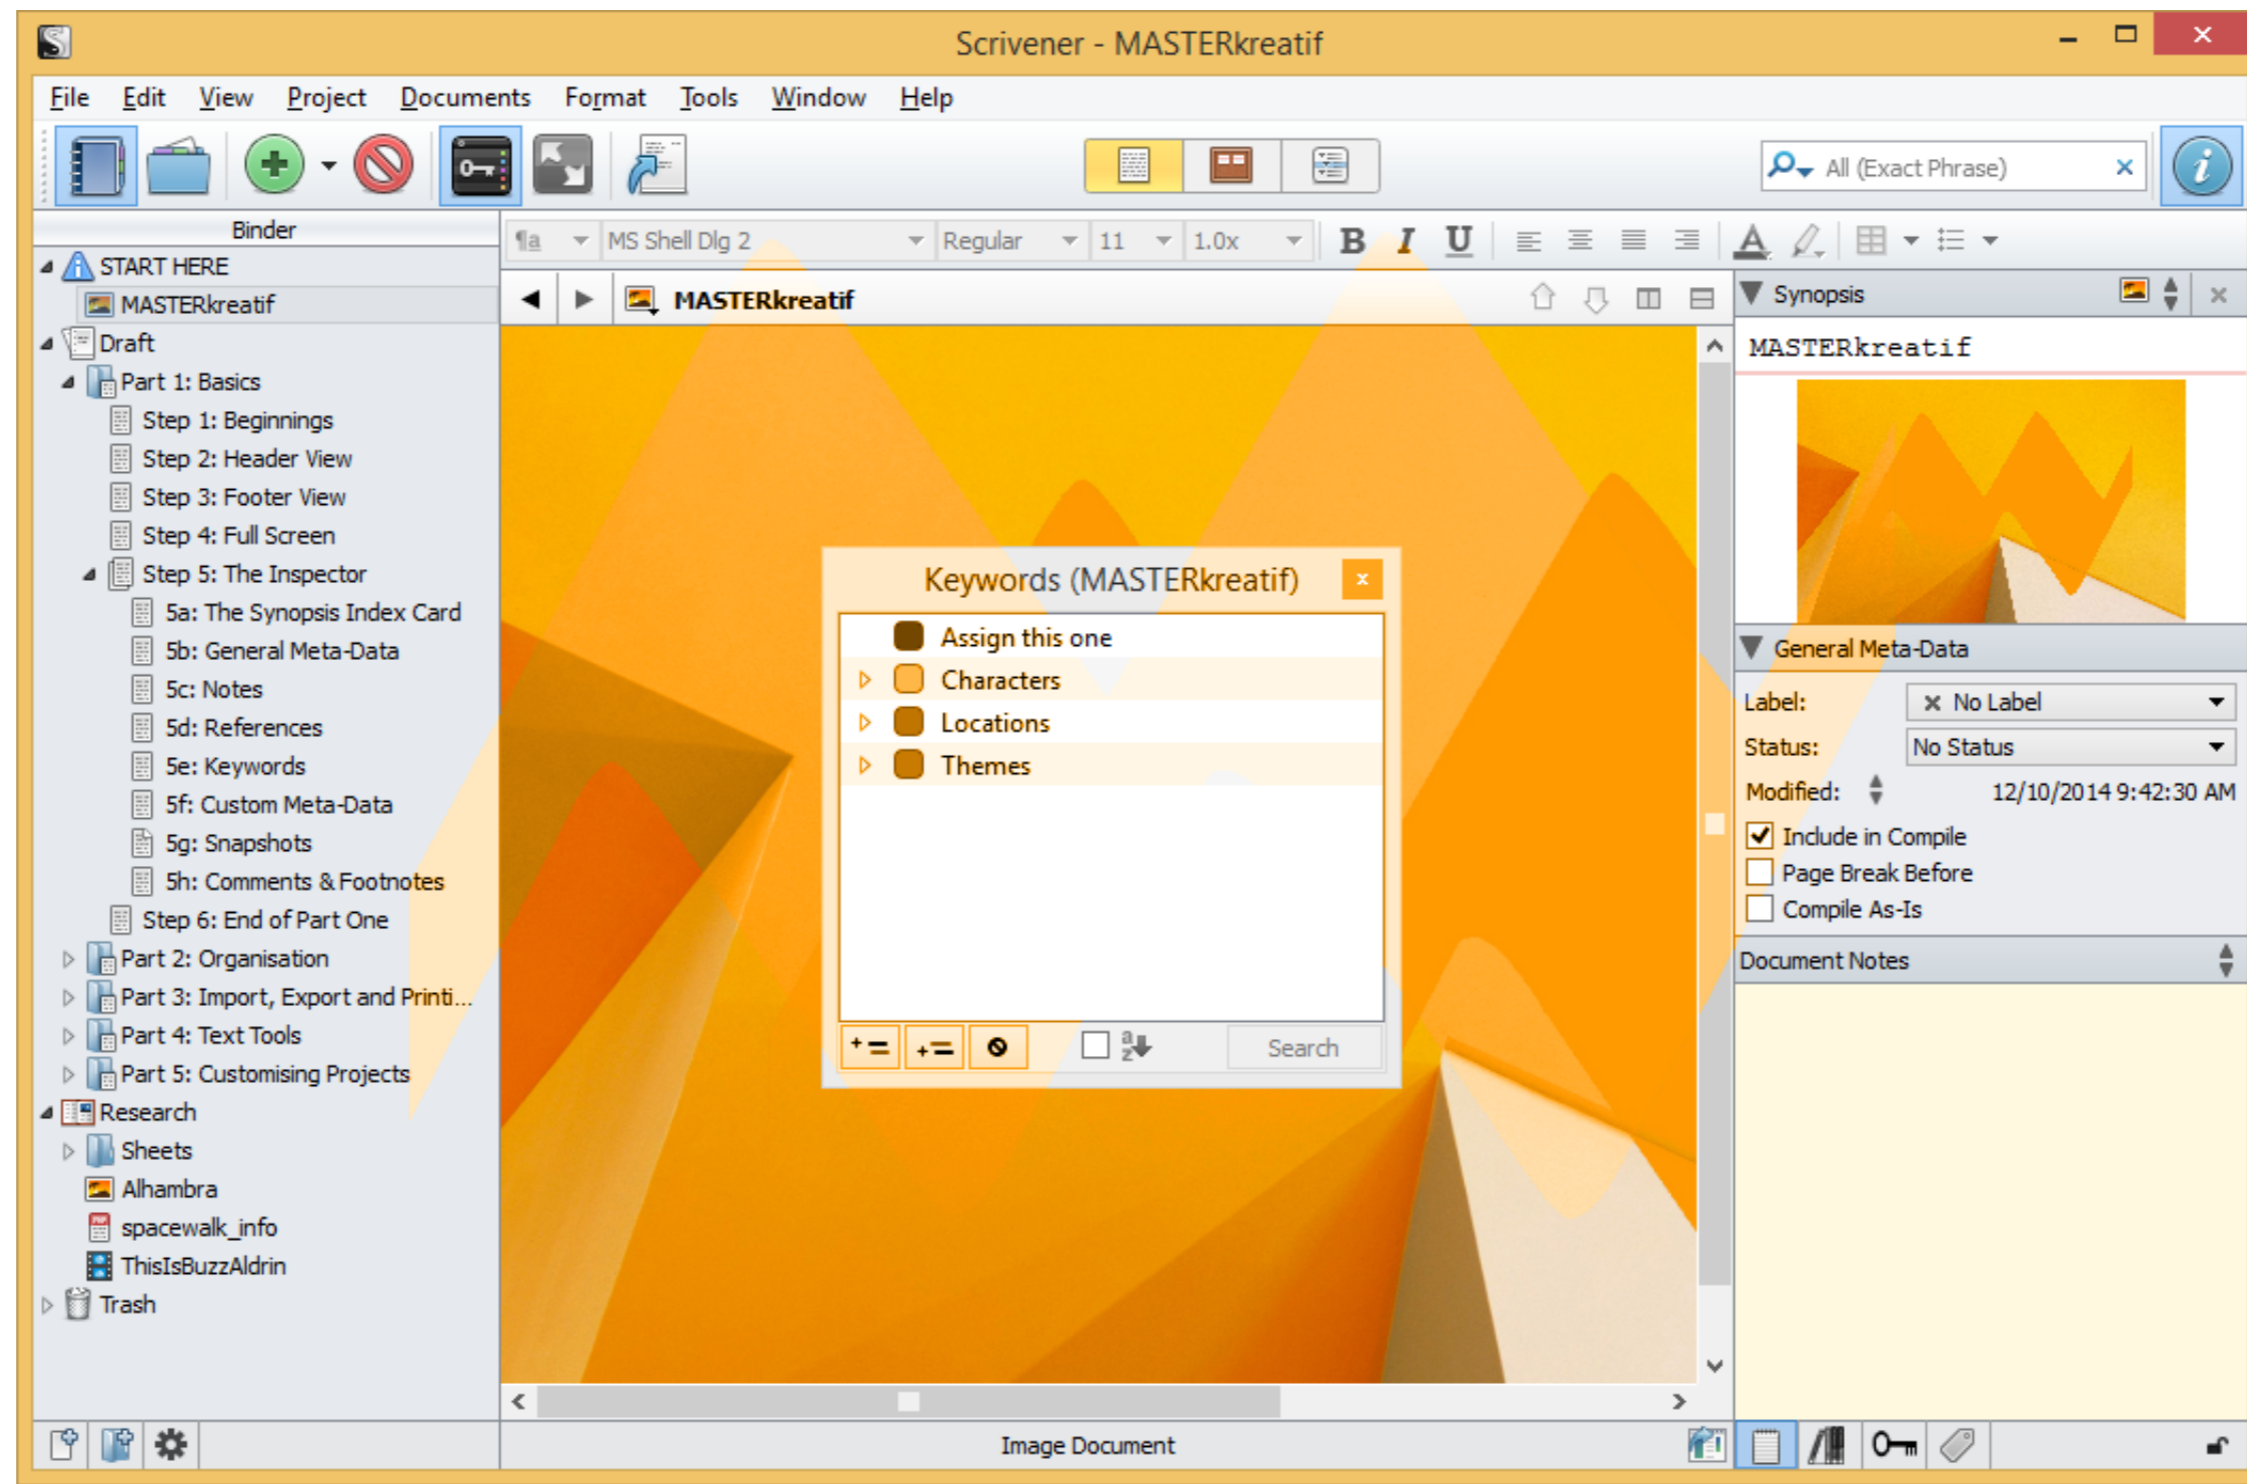 Scrivener - MASTERkreatif
File Edit View Project Documents Format Tools Window Help
All (Exact Phrase)
Binder
MS Shell Dlg 2 Regular 11 1.0x B I U A
START HERE
MASTERkreatif
Draft
Part 1: Basics
Step 1: Beginnings
Step 2: Header View
Step 3: Footer View
Step 4: Full Screen
Step 5: The Inspector
5a: The Synopsis Index Card
5b: General Meta-Data
5c: Notes
5d: References
5e: Keywords
5f: Custom Meta-Data
5g: Snapshots
5h: Comments & Footnotes
Step 6: End of Part One
Part 2: Organisation
Part 3: Import, Export and Printi...
Part 4: Text Tools
Part 5: Customising Projects
Research
Sheets
Alhambra
spacewalk_info
ThisIsBuzzAldrin
Trash
MASTERkreatif
Keywords (MASTERkreatif)
Assign this one
Characters
Locations
Themes
Search
Image Document
Synopsis
MASTERkreatif
General Meta-Data
Label: No Label
Status: No Status
Modified: 12/10/2014 9:42:30 AM
Include in Compile
Page Break Before
Compile As-Is
Document Notes